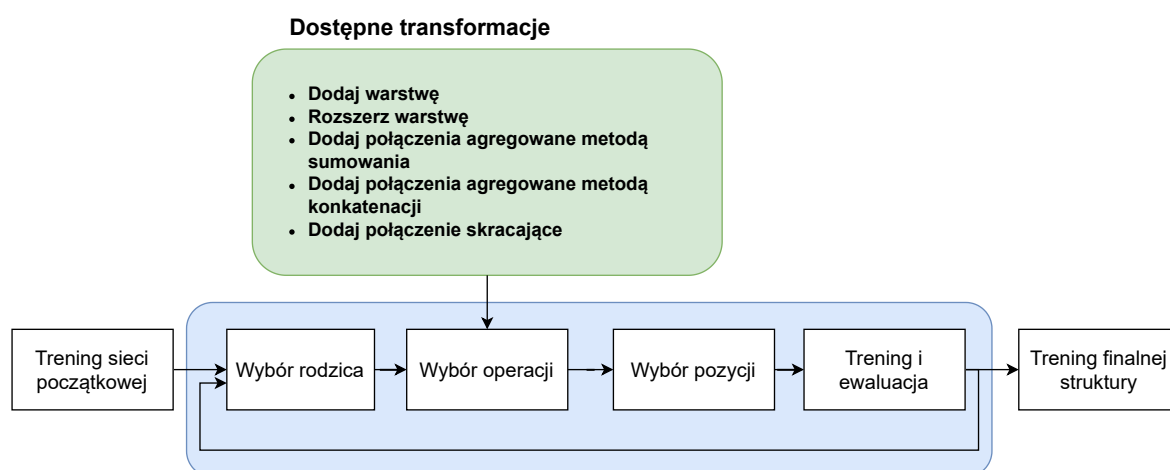 Dostępne transformacje
• Dodaj warstwę
• Rozszerz warstwę
• Dodaj połączenia agregowane metodą
sumowania
• Dodaj połączenia agregowane metodą
konkatenacji
• Dodaj połączenie skracające
Trening sieci
początkowej
Wybór rodzica
Wybór operacji
Wybór pozycji
Trening i
ewaluacja
Trening finalnej
struktury